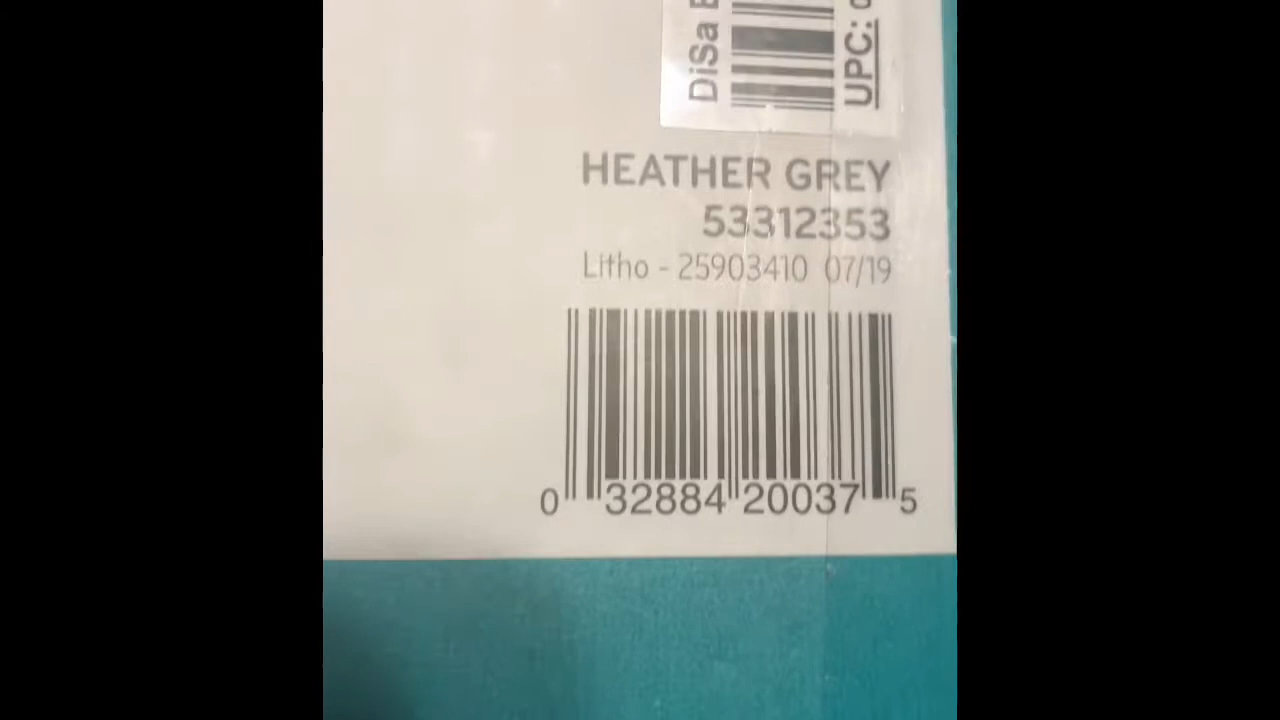 DiSa
UPC:
HEATHER GREY
53312353
Litho - 25903410 07/19
0 32884 20037 5